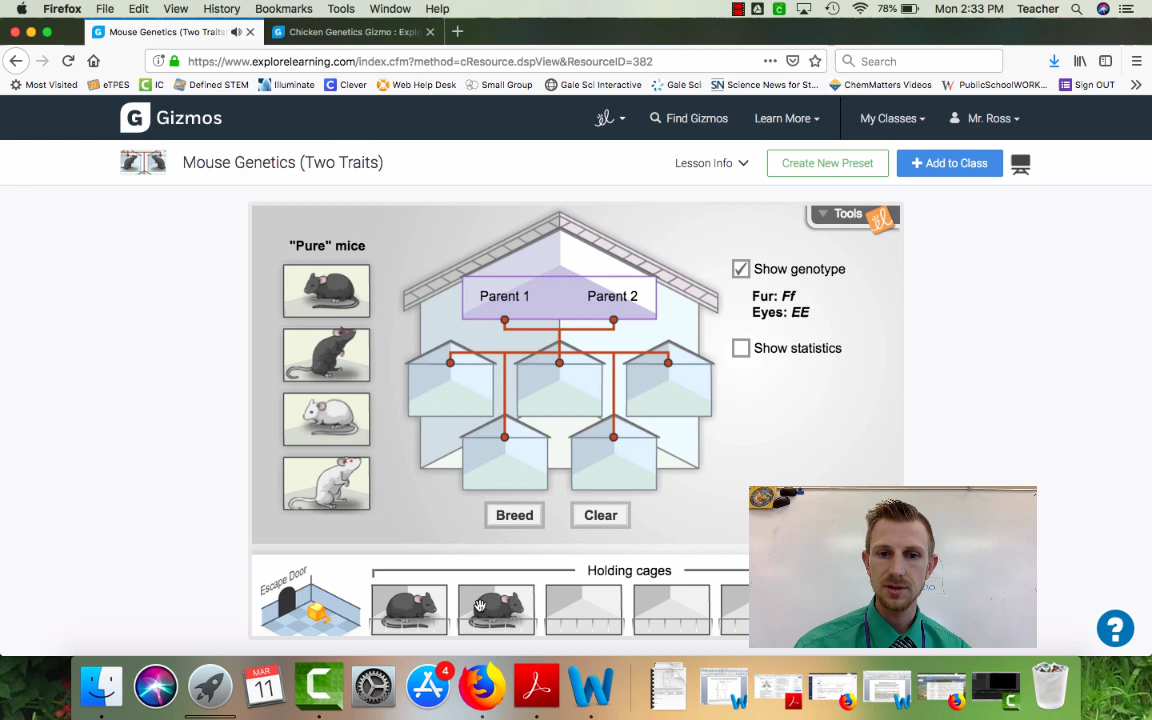 Firefox File Edit View History Bookmarks Tools Window Help 78% Mon 2:33 PM Teacher
Mouse Genetics (Two Traits Chicken Genetics Gizmo : Explo
https://www.explorelearning.com/index.cfm?method=cResource.dspView&ResourceID=382 Search
Most Visited eTPES IC Defined STEM Illuminate Clever Web Help Desk Small Group Gale Sci Interactive Gale Sci Science News for St... ChemMatters Videos PublicSchoolWORK... Sign OUT
G Gizmos Find Gizmos Learn More My Classes Mr. Ross
Mouse Genetics (Two Traits) Lesson Info Create New Preset + Add to Class
Tools
"Pure" mice
Show genotype
Parent 1 Parent 2
Fur: Ff
Eyes: EE
Show statistics
Breed Clear
Escape Door
Holding cages
?
4
MAR
11